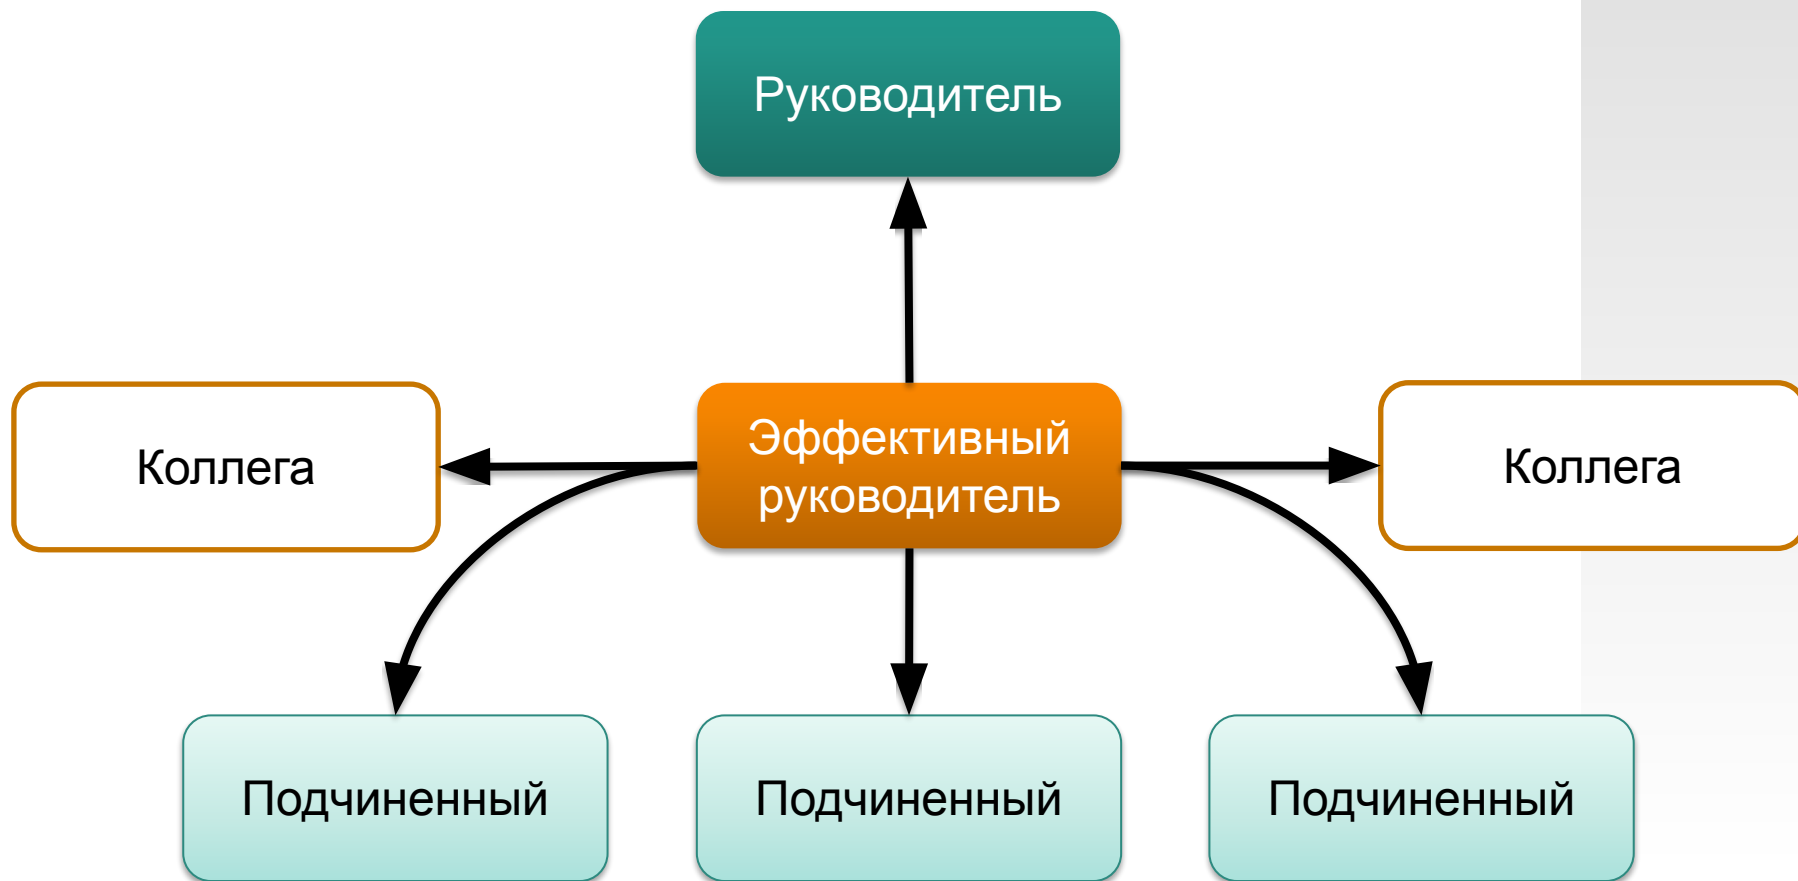 Руководитель
Коллега
Эффективный
руководитель
Коллега
Подчиненный
Подчиненный
Подчиненный